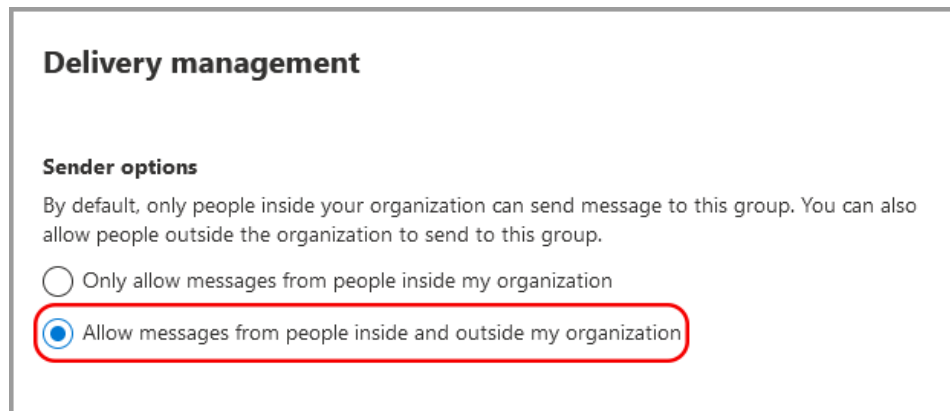 Delivery management
Sender options
By default, only people inside your organization can send message to this group. You can also
allow people outside the organization to send to this group.
Only allow messages from people inside my organization
Allow messages from people inside and outside my organization